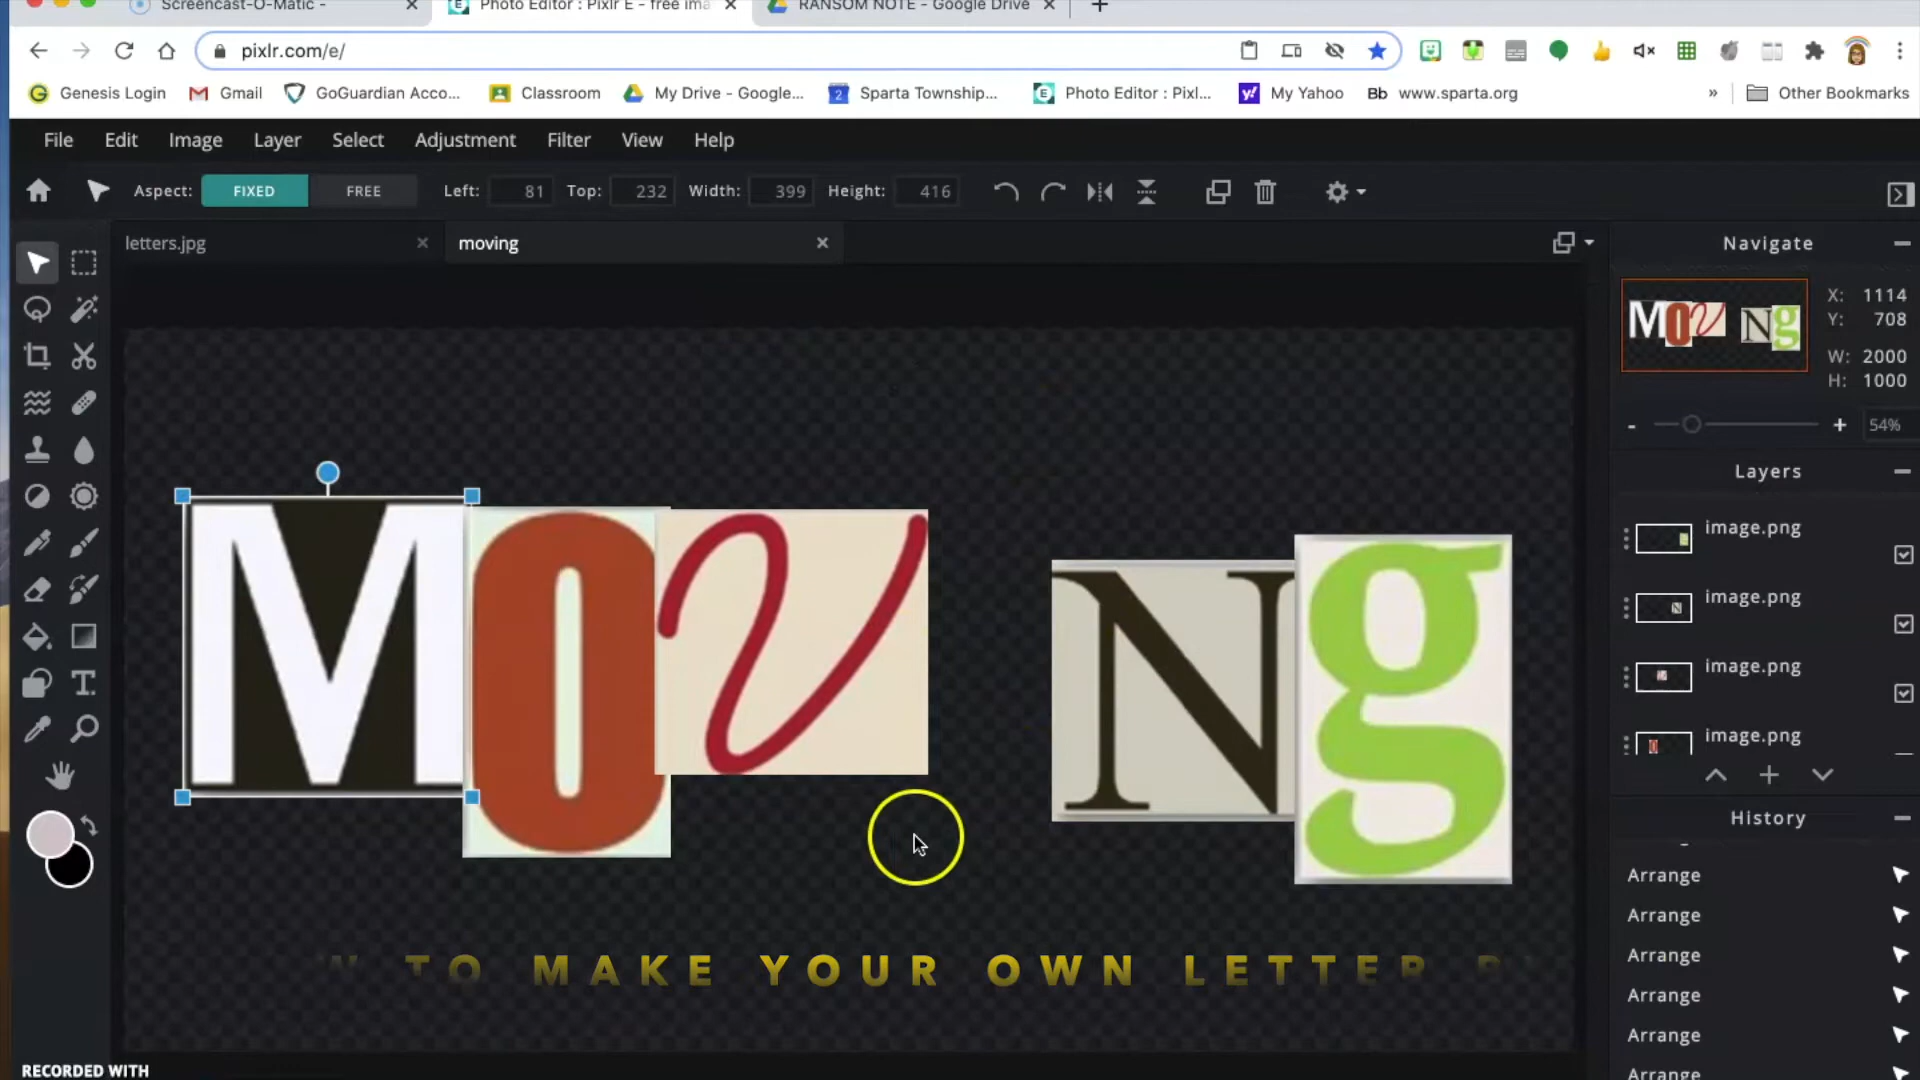 Screencast-O-Matic -
Photo Editor : Pixlr E - free ima
RANSOM NOTE - Google Drive
pixlr.com/e/
Genesis Login
Gmail
GoGuardian Acco...
Classroom
My Drive - Google...
2
Sparta Township...
E
Photo Editor : Pixl...
My Yahoo
Bb
www.sparta.org
»
Other Bookmarks
File Edit Image Layer Select Adjustment Filter View Help
Aspect: FIXED FREE Left: 81 Top: 232 Width: 399 Height: 416
letters.jpg
moving
Navigate
X: 1114
Y: 708
W: 2000
H: 1000
- + 54%
Layers
image.png
image.png
image.png
image.png
History
Arrange
Arrange
Arrange
Arrange
Arrange
Arrange
MOV Ng
W TO MAKE YOUR OWN LETTER
RECORDED WITH